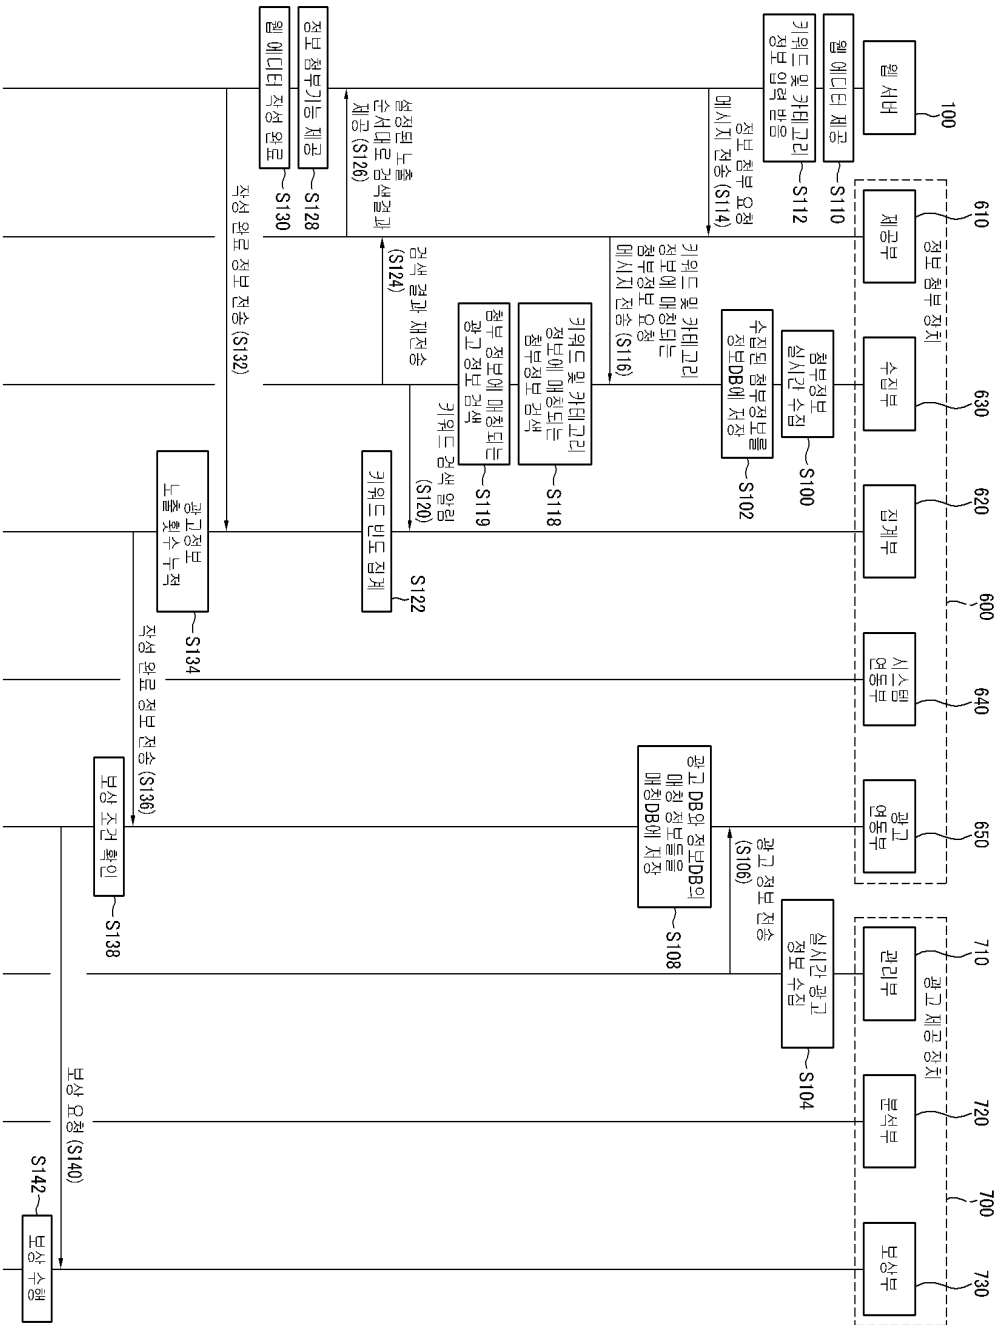 100
웹 서버
600
정보 첨부 장치
610
제공부
630
수집부
620
집계부
640
시스템
연동부
650
광고
연동부
700
광고 제공 장치
710
관리부
720
분석부
730
보상부
첨부정보
실시간 수집
S100
수집된 첨부정보를
정보DB에 저장
S102
실시간 광고
정보 수집
S104
광고 정보 전송
(S106)
광고 DB와 정보DB의
매칭 정보들을
매칭DB에 저장
S108
웹 에디터 제공
S110
키워드 및 카테고리
정보 입력 받음
S112
정보 첨부 요청
메시지 전송(S114)
키워드 및 카테고리
정보에 매칭되는
첨부정보 요청
메시지 전송(S116)
키워드 및 카테고리
정보에 매칭되는
첨부정보 검색
S118
첨부 정보에 매칭되는
광고 정보 검색
S119
키워드 검색 알림
(S120)
키워드 빈도 집계
S122
검색 결과 재전송
(S124)
설정된 노출
순서대로 검색결과
제공(S126)
정보 첨부기능 제공
S128
웹 에디터 작성 완료
S130
작성 완료 정보 전송(S132)
광고정보
노출 횟수 누적
S134
작성 완료 정보 전송(S136)
보상 조건 확인
S138
보상 요청(S140)
보상 수행
S142